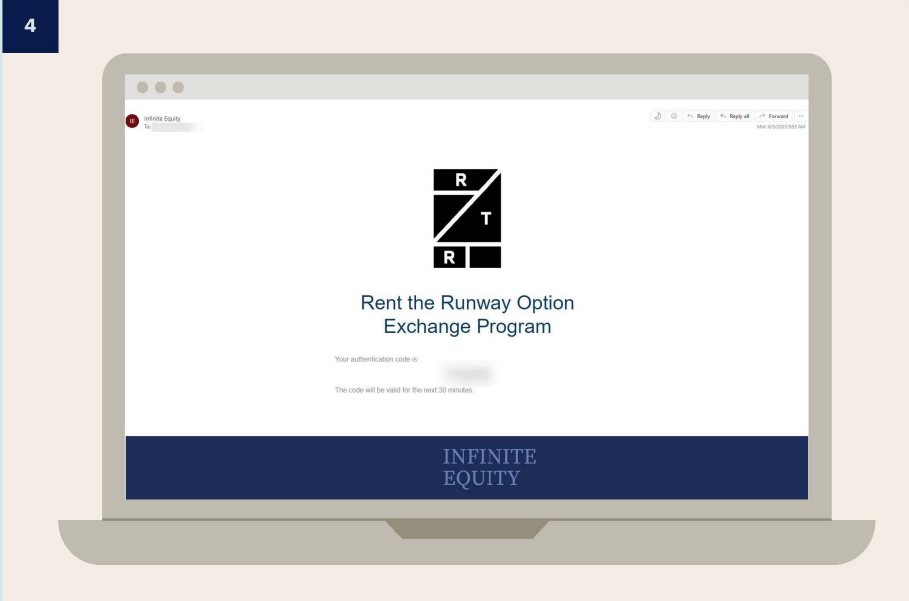 4
IE
Infinite Equity
To:
Reply
Reply all
Forward
Mon 6/5/2023 9:03 AM
R
T
R
Rent the Runway Option
Exchange Program
Your authentication code is:
The code will be valid for the next 30 minutes.
INFINITE
EQUITY